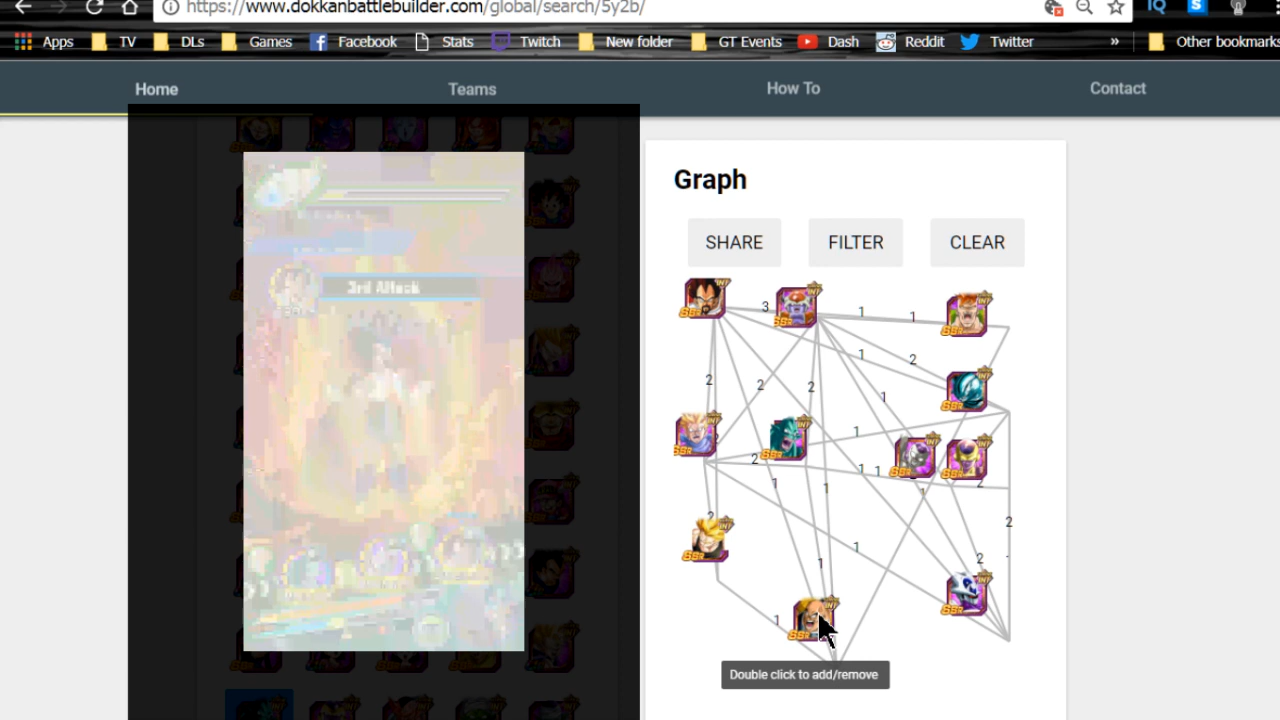 https://www.dokkanbattlebuilder.com/global/search/5y2b/
IQ
S
Apps TV DLs Games Facebook Stats Twitch New folder GT Events Dash Reddit Twitter » Other bookmarks
Home Teams How To Contact
Graph
SHARE FILTER CLEAR
3rd Attack
3 1 1
1 2
2 2 2 1
1
2 1 1 2
1 1 1
2 2
1 2
1
1
Double click to add/remove